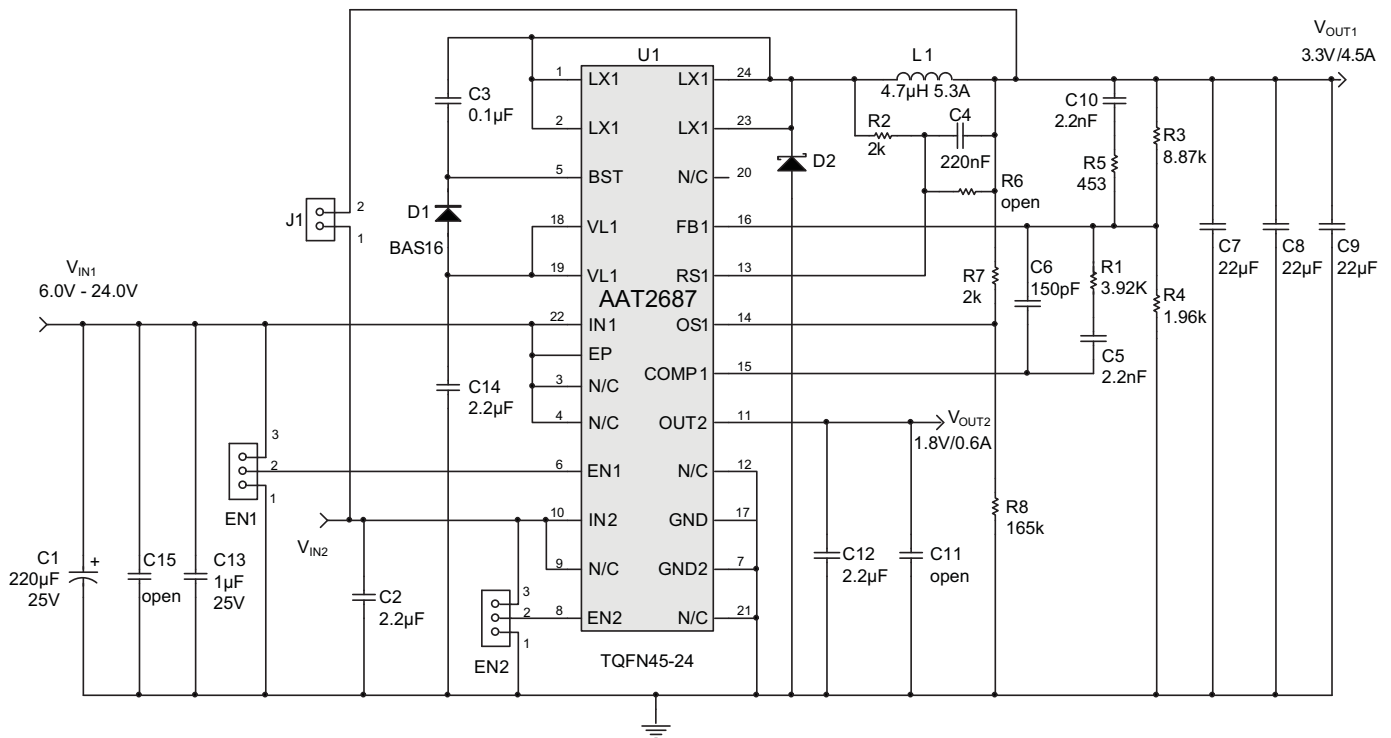 VOUT1
3.3V/4.5A
U1
L1
4.7µH 5.3A
1 LX1 LX1 24
C3
0.1µF
R2
2k
C4
220nF
C10
2.2nF
R3
8.87k
2 LX1 LX1 23
D2
R5
453
5 BST N/C 20
R6
open
J1
2
1
D1
BAS16
18 VL1 FB1 16
19 VL1 RS1 13
C7
22µF
C8
22µF
C9
22µF
VIN1
6.0V - 24.0V
AAT2687
R7
2k
C6
150pF
R1
3.92K
R4
1.96k
22 IN1 OS1 14
EP
C5
2.2nF
3 N/C COMP1 15
C14
2.2µF
4 N/C OUT2 11
VOUT2
1.8V/0.6A
3
2
1
EN1
6 EN1 N/C 12
R8
165k
VIN2
10 IN2 GND 17
C1
220µF
25V
+
C15
open
C13
1µF
25V
9 N/C GND2 7
C12
2.2µF
C11
open
C2
2.2µF
3
2
1
EN2
8 EN2 N/C 21
TQFN45-24